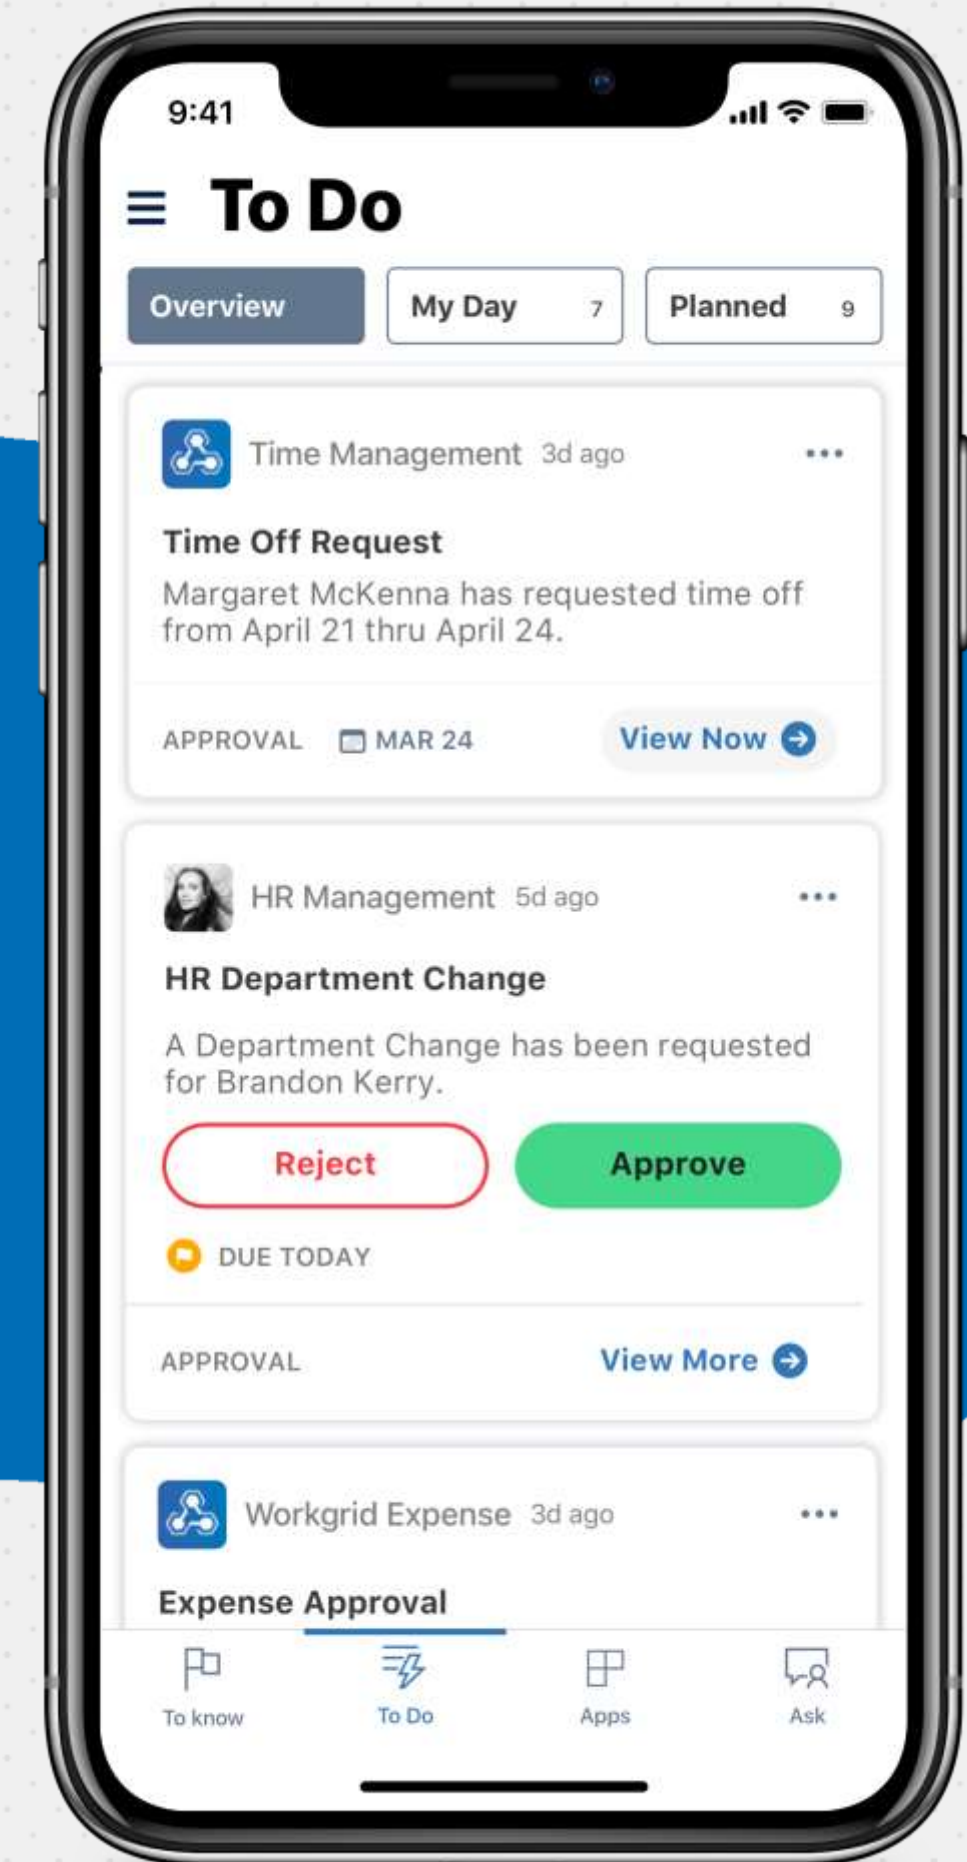 9:41
To Do
Overview
My Day 7
Planned 9
Time Management 3d ago
Time Off Request
Margaret McKenna has requested time off
from April 21 thru April 24.
APPROVAL MAR 24 View Now
HR Management 5d ago
HR Department Change
A Department Change has been requested
for Brandon Kerry.
Reject Approve
DUE TODAY
APPROVAL View More
Workgrid Expense 3d ago
Expense Approval
To know To Do Apps Ask